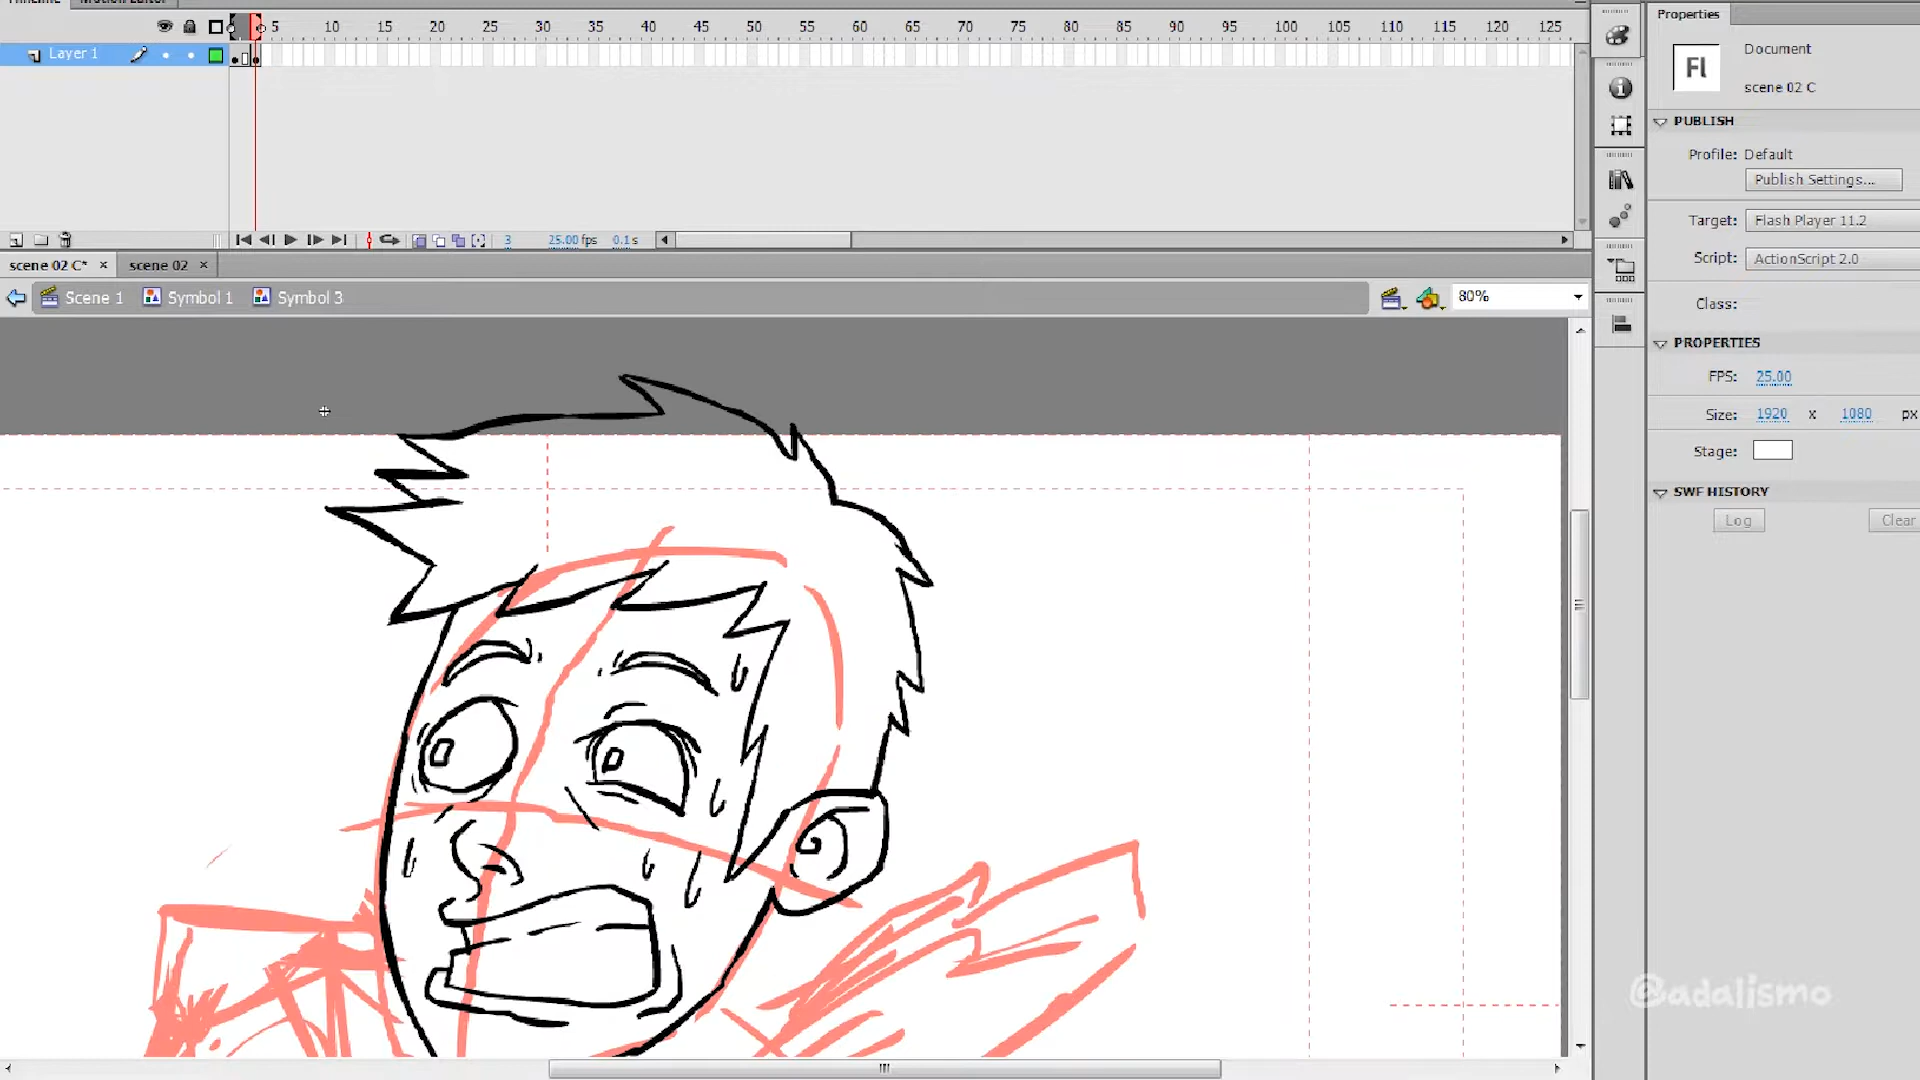 Timeline Motion Editor
5 10 15 20 25 30 35 40 45 50 55 60 65 70 75 80 85 90 95 100 105 110 115 120 125
Layer 1
3 25.00 fps 0.1 s
scene 02 C* × scene 02 ×
Scene 1 Symbol 1 Symbol 3 80%
Properties
Fl
Document
scene 02 C
PUBLISH
Profile: Default
Publish Settings...
Target: Flash Player 11.2
Script: ActionScript 2.0
Class:
PROPERTIES
FPS: 25.00
Size: 1920 x 1080 px
Stage:
SWF HISTORY
Log Clear
@adalismo